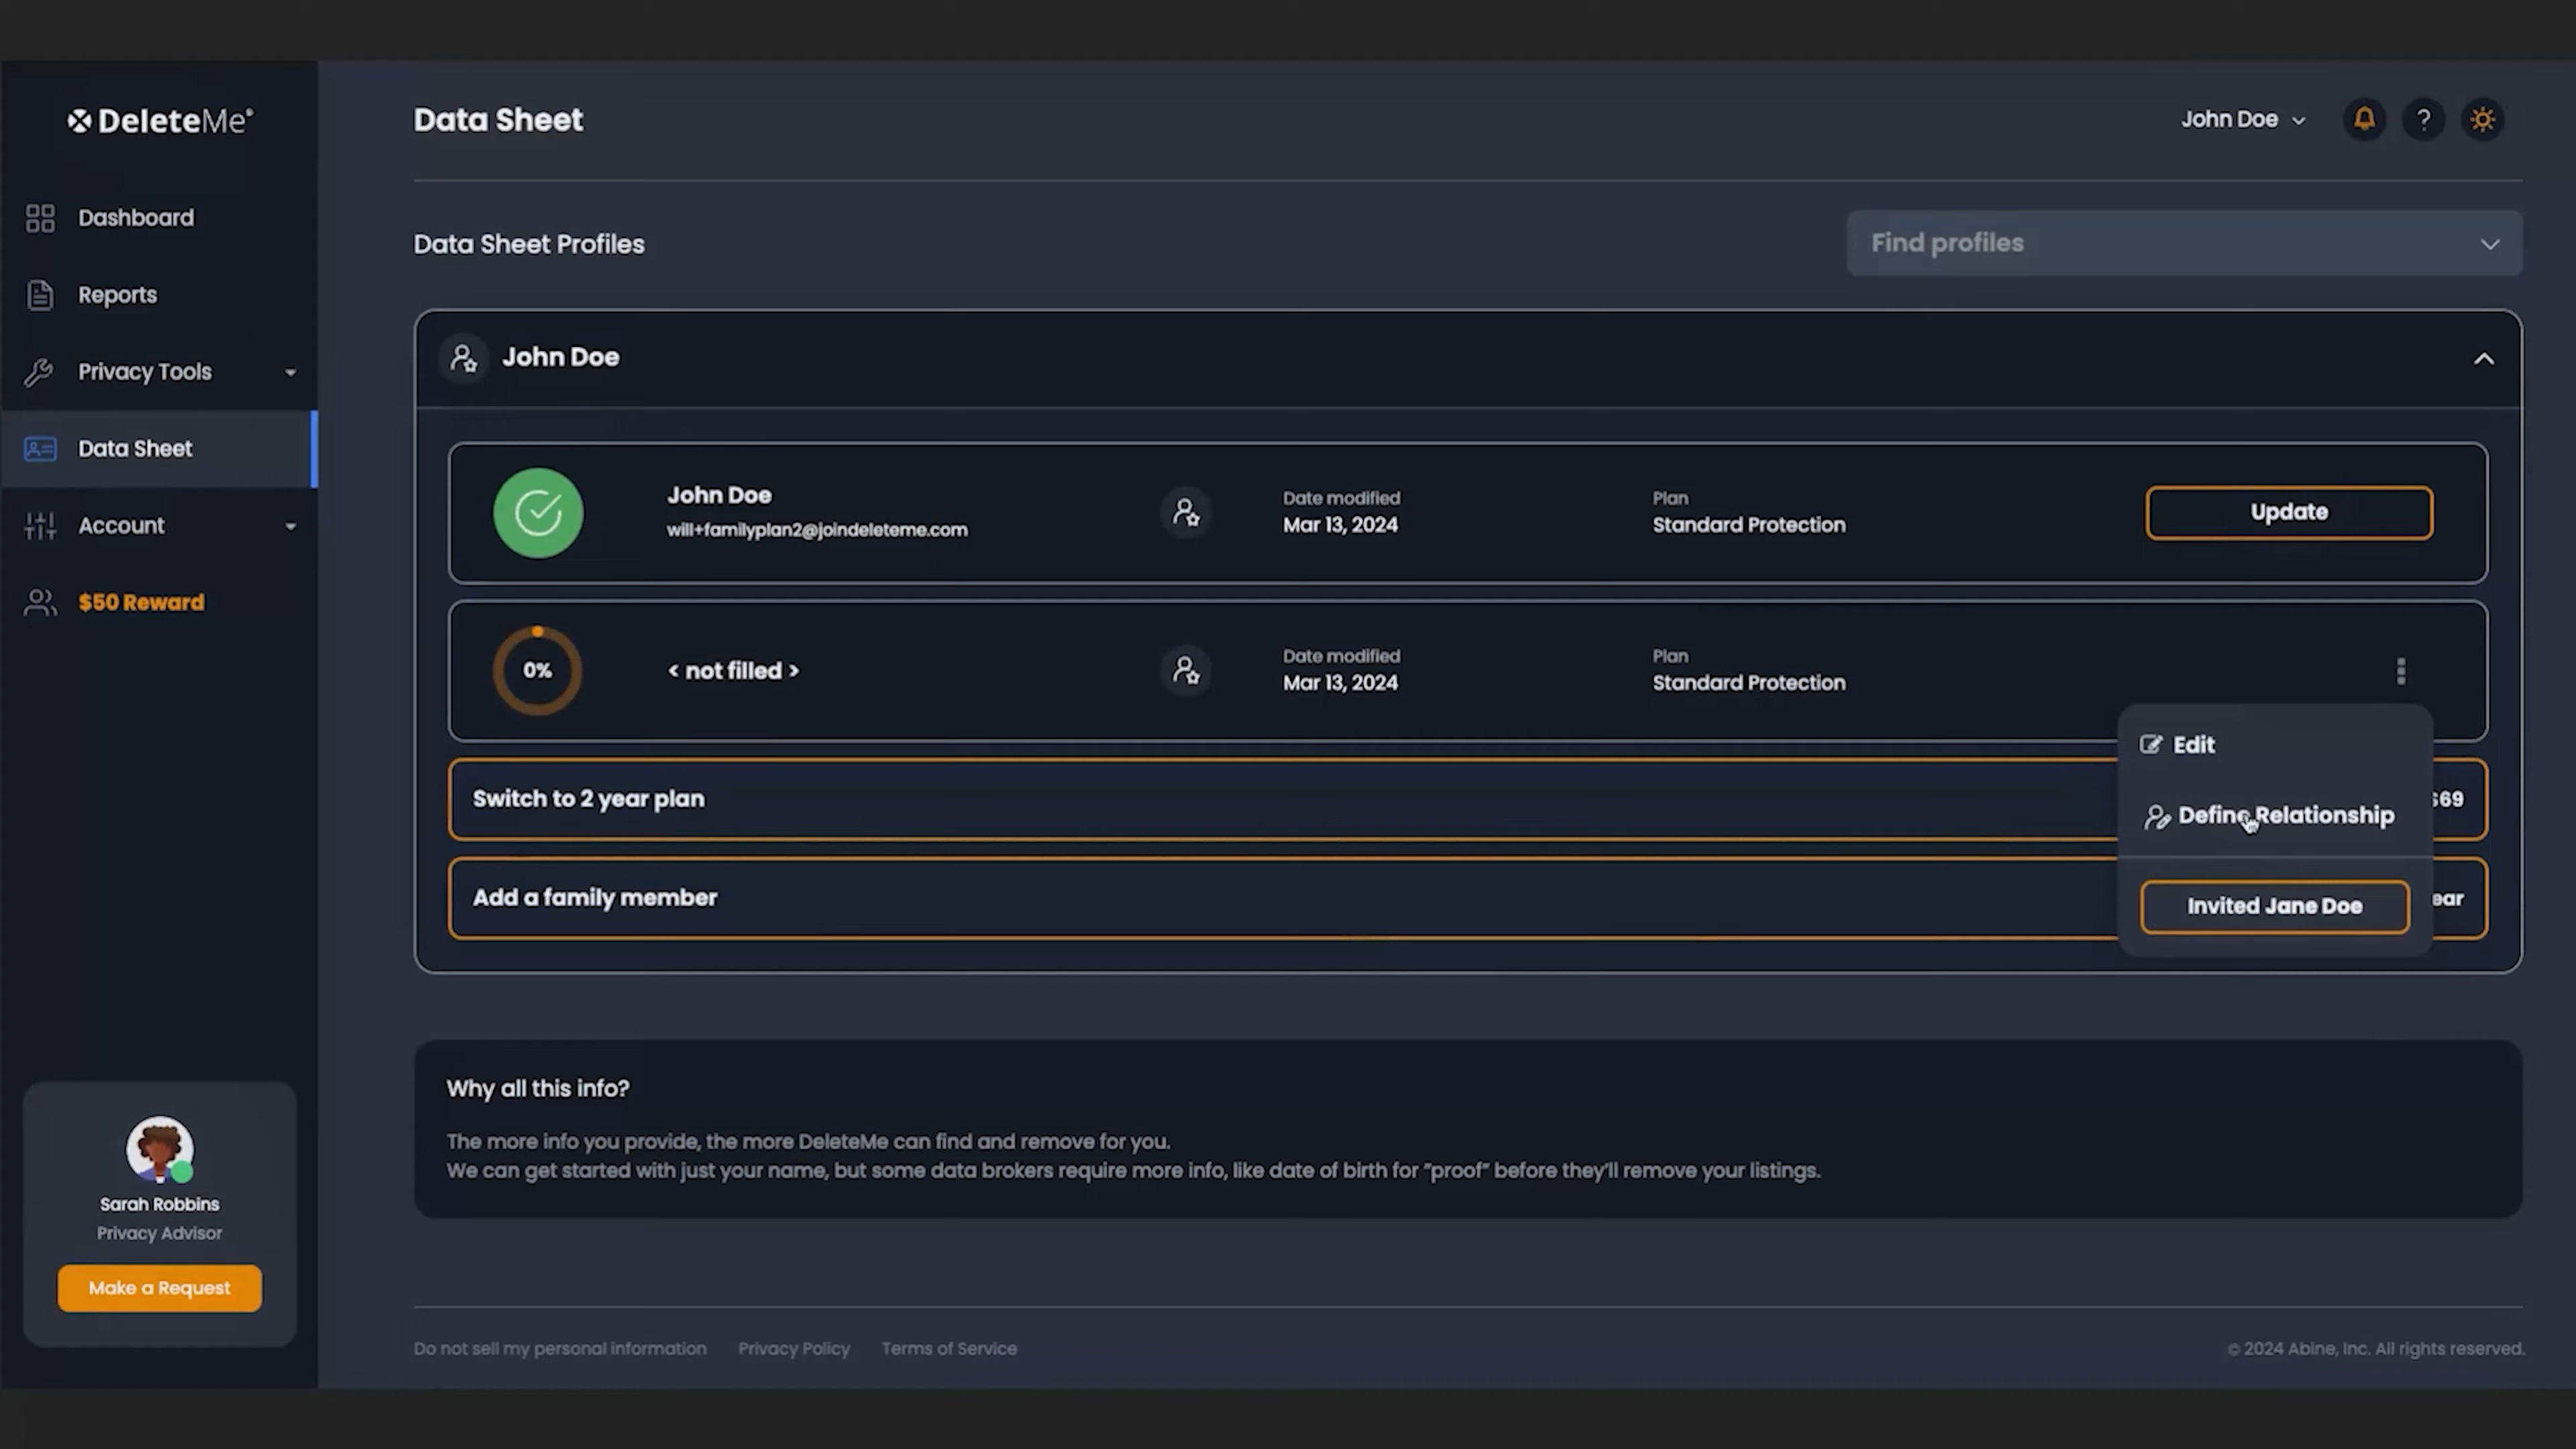 DeleteMe®
Dashboard
Reports
Privacy Tools
Data Sheet
Account
$50 Reward
Sarah Robbins
Privacy Advisor
Make a Request
Data Sheet
John Doe
?
Data Sheet Profiles
Find profiles
John Doe
John Doe
will+familyplan2@joindeleteme.com
Date modified
Mar 13, 2024
Plan
Standard Protection
Update
0%
< not filled >
Date modified
Mar 13, 2024
Plan
Standard Protection
Edit
Define Relationship
Invited Jane Doe
Switch to 2 year plan
$69
Add a family member
ear
Why all this info?
The more info you provide, the more DeleteMe can find and remove for you.
We can get started with just your name, but some data brokers require more info, like date of birth for "proof" before they'll remove your listings.
Do not sell my personal information
Privacy Policy
Terms of Service
© 2024 Abine, Inc. All rights reserved.